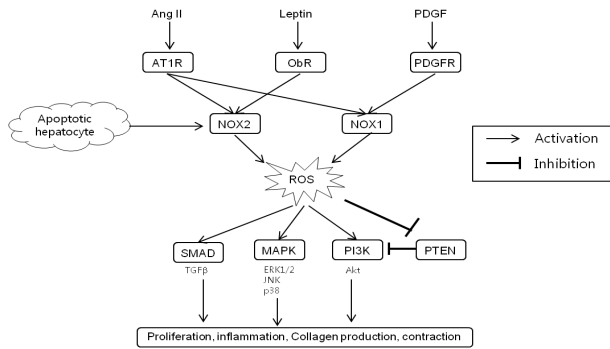 Ang II
Leptin
PDGF
AT1R
ObR
PDGFR
Apoptotic
hepatocyte
NOX2
NOX1
Activation
Inhibition
ROS
SMAD
MAPK
PI3K
PTEN
TGFβ
ERK1/2
JNK
p38
Akt
Proliferation, inflammation, Collagen production, contraction